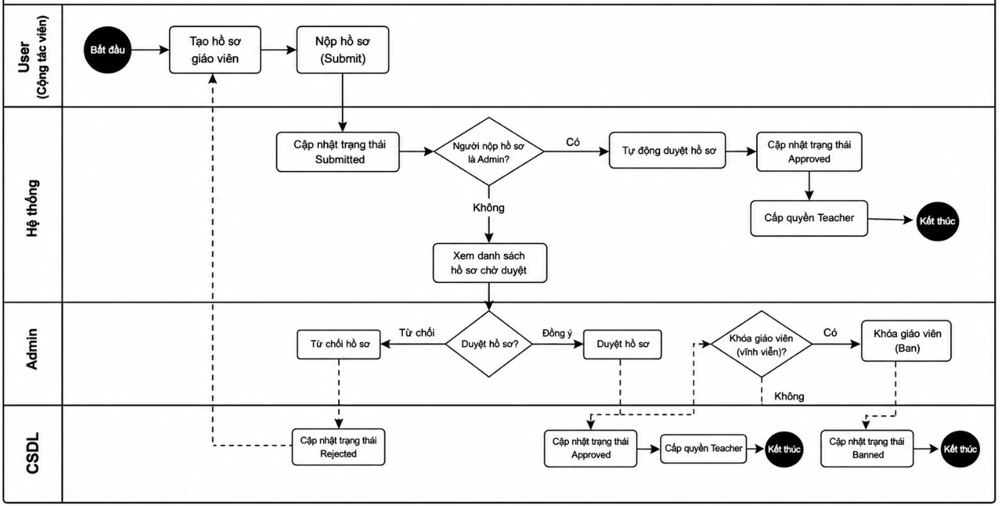 User
(Cộng tác viên)
Bắt đầu
Tạo hồ sơ
giáo viên
Nộp hồ sơ
(Submit)
Hệ thống
Cập nhật trạng thái
Submitted
Người nộp hồ sơ
là Admin?
Có
Tự động duyệt hồ sơ
Cập nhật trạng thái
Approved
Không
Cấp quyền Teacher
Kết thúc
Xem danh sách
hồ sơ chờ duyệt
Admin
Từ chối hồ sơ
Từ chối
Duyệt hồ sơ?
Đồng ý
Duyệt hồ sơ
Khóa giáo viên
(vĩnh viễn)?
Có
Khóa giáo viên
(Ban)
Không
CSDL
Cập nhật trạng thái
Rejected
Cập nhật trạng thái
Approved
Cấp quyền Teacher
Kết thúc
Cập nhật trạng thái
Banned
Kết thúc